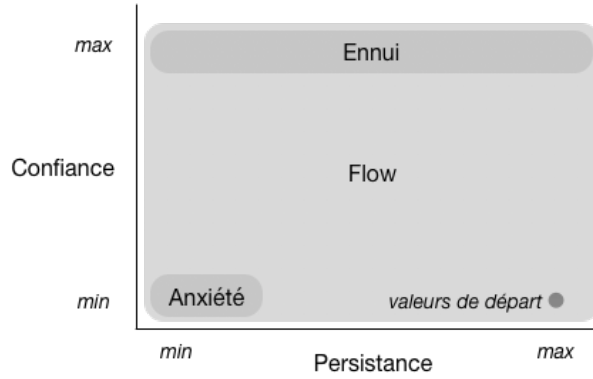 max
Ennui
Confiance
Flow
min
Anxiété
valeurs de départ
min
Persistance
max